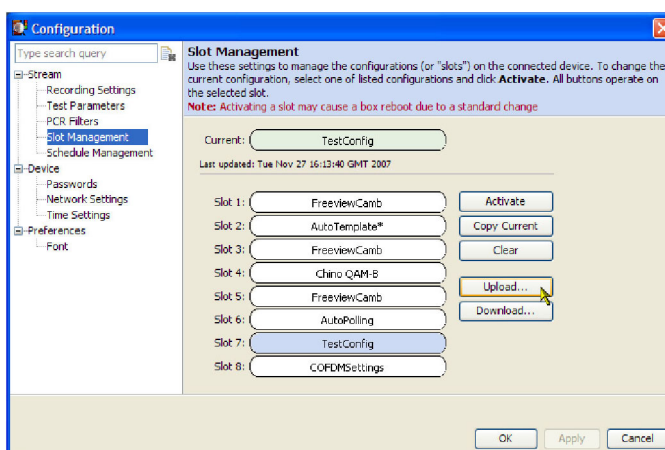 Configuration
Type search query
Stream
Recording Settings
Test Parameters
PCR Filters
Slot Management
Schedule Management
Device
Passwords
Network Settings
Time Settings
Preferences
Font
Slot Management
Use these settings to manage the configurations (or "slots") on the connected device. To change the
current configuration, select one of listed configurations and click Activate. All buttons operate on
the selected slot.
Note: Activating a slot may cause a box reboot due to a standard change
Current: TestConfig
Last updated: Tue Nov 27 16:13:40 GMT 2007
Slot 1: FreeviewCamb Activate
Slot 2: AutoTemplate* Copy Current
Slot 3: FreeviewCamb Clear
Slot 4: Chino QAM-B
Upload...
Slot 5: FreeviewCamb
Download...
Slot 6: AutoPolling
Slot 7: TestConfig
Slot 8: COFDMSettings
OK Apply Cancel